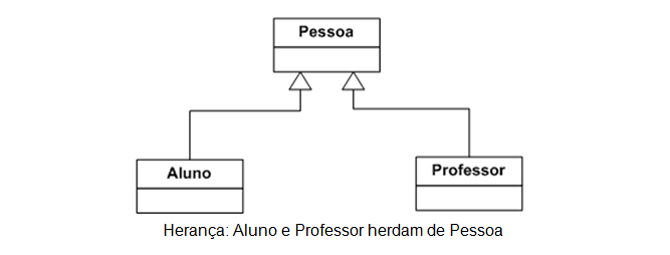 Pessoa
Aluno
Professor
Herança: Aluno e Professor herdam de Pessoa